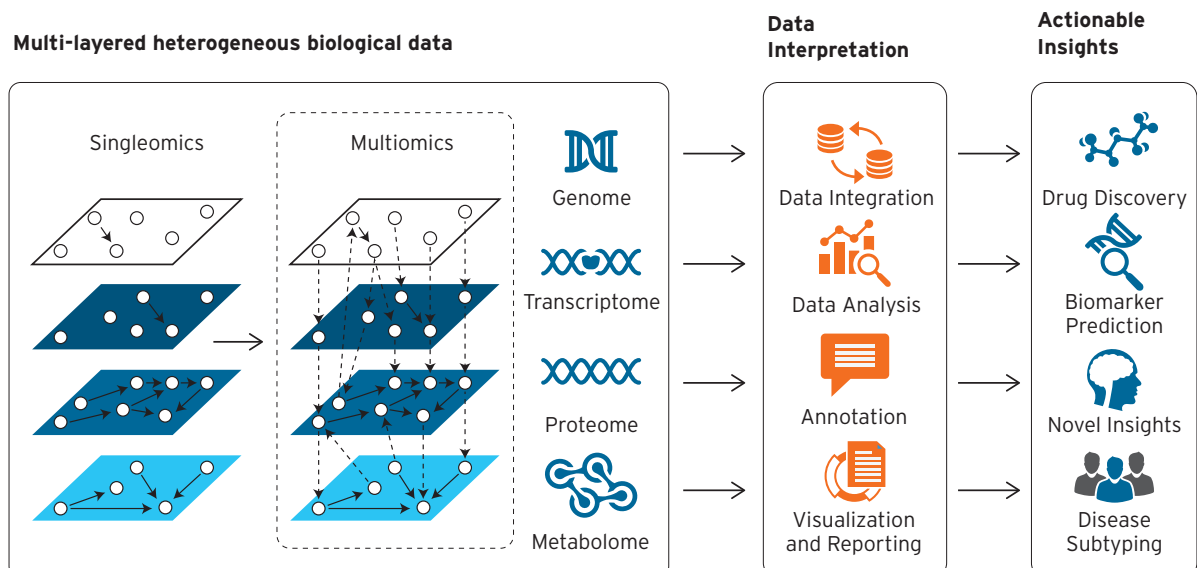 Multi-layered heterogeneous biological data
Data
Interpretation
Actionable
Insights
Singleomics
Multiomics
Genome
Transcriptome
Proteome
Metabolome
Data Integration
Data Analysis
Annotation
Visualization
and Reporting
Drug Discovery
Biomarker
Prediction
Novel Insights
Disease
Subtyping